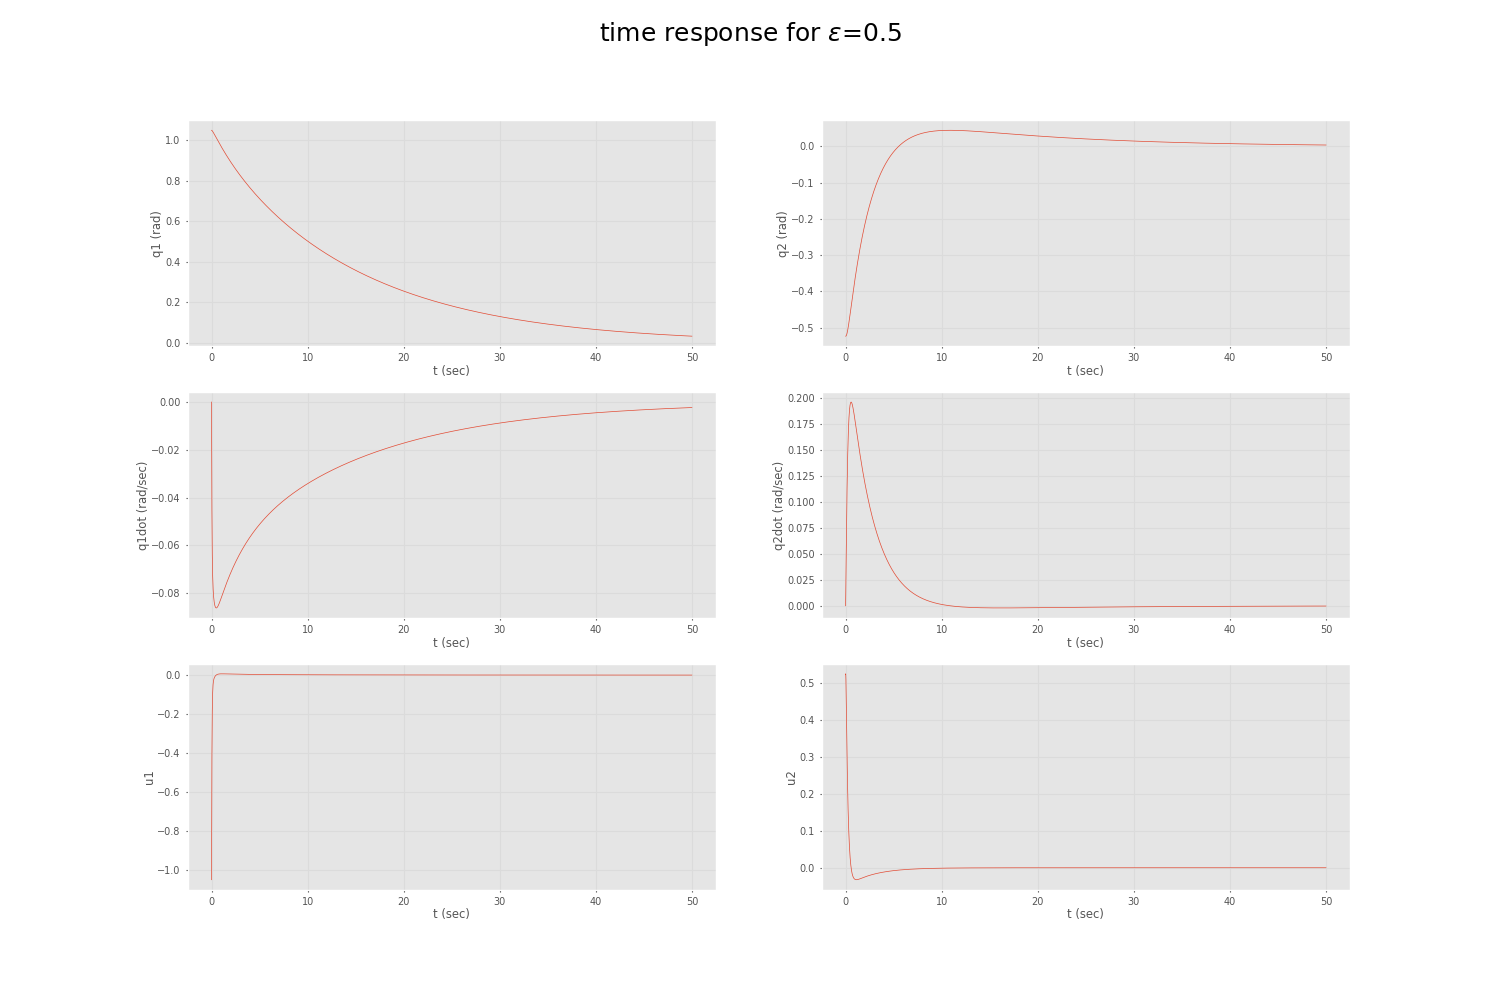 time response for ε=0.5
1.0
0.8
0.6
0.4
0.2
0.0
q1 (rad)
0 10 20 30 40 50
t (sec)
0.0
−0.1
−0.2
−0.3
−0.4
−0.5
q2 (rad)
0 10 20 30 40 50
t (sec)
0.00
−0.02
−0.04
−0.06
−0.08
q1dot (rad/sec)
0 10 20 30 40 50
t (sec)
0.200
0.175
0.150
0.125
0.100
0.075
0.050
0.025
0.000
q2dot (rad/sec)
0 10 20 30 40 50
t (sec)
0.0
−0.2
−0.4
−0.6
−0.8
−1.0
u1
0 10 20 30 40 50
t (sec)
0.5
0.4
0.3
0.2
0.1
0.0
u2
0 10 20 30 40 50
t (sec)